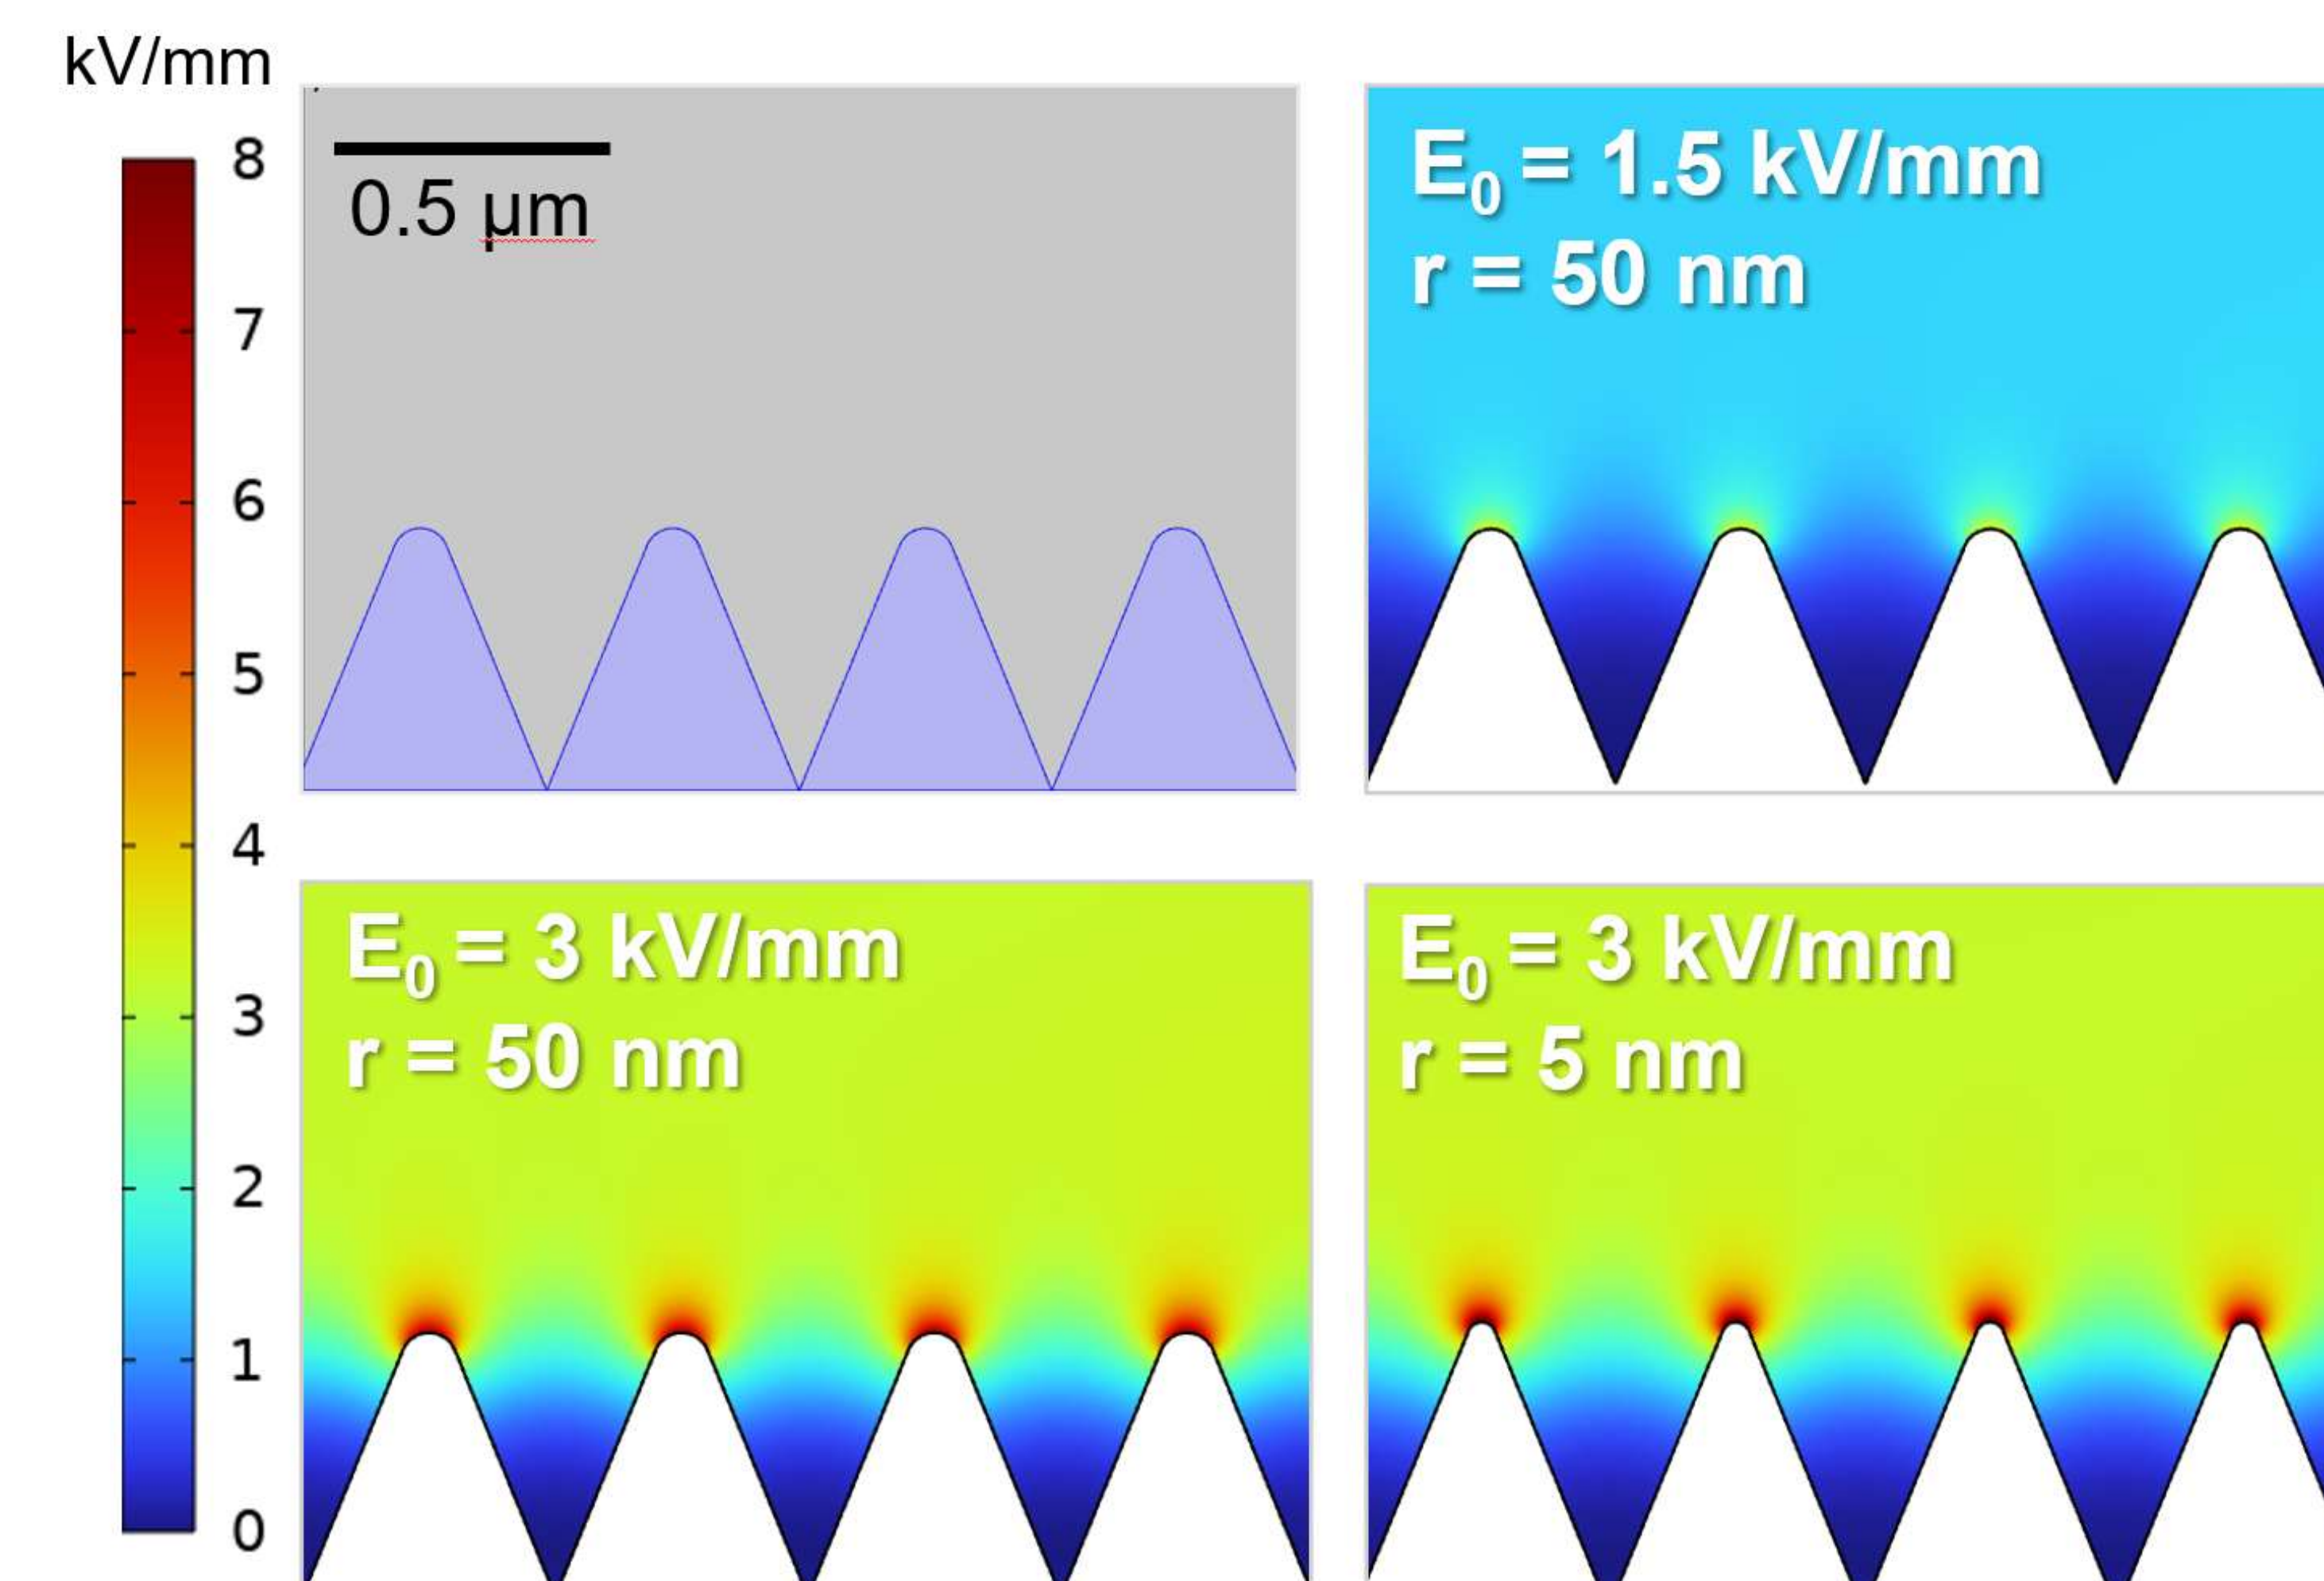 kV/mm
8
7
6
5
4
3
2
1
0
0.5 µm
E₀ = 1.5 kV/mm
r = 50 nm
E₀ = 3 kV/mm
r = 50 nm
E₀ = 3 kV/mm
r = 5 nm